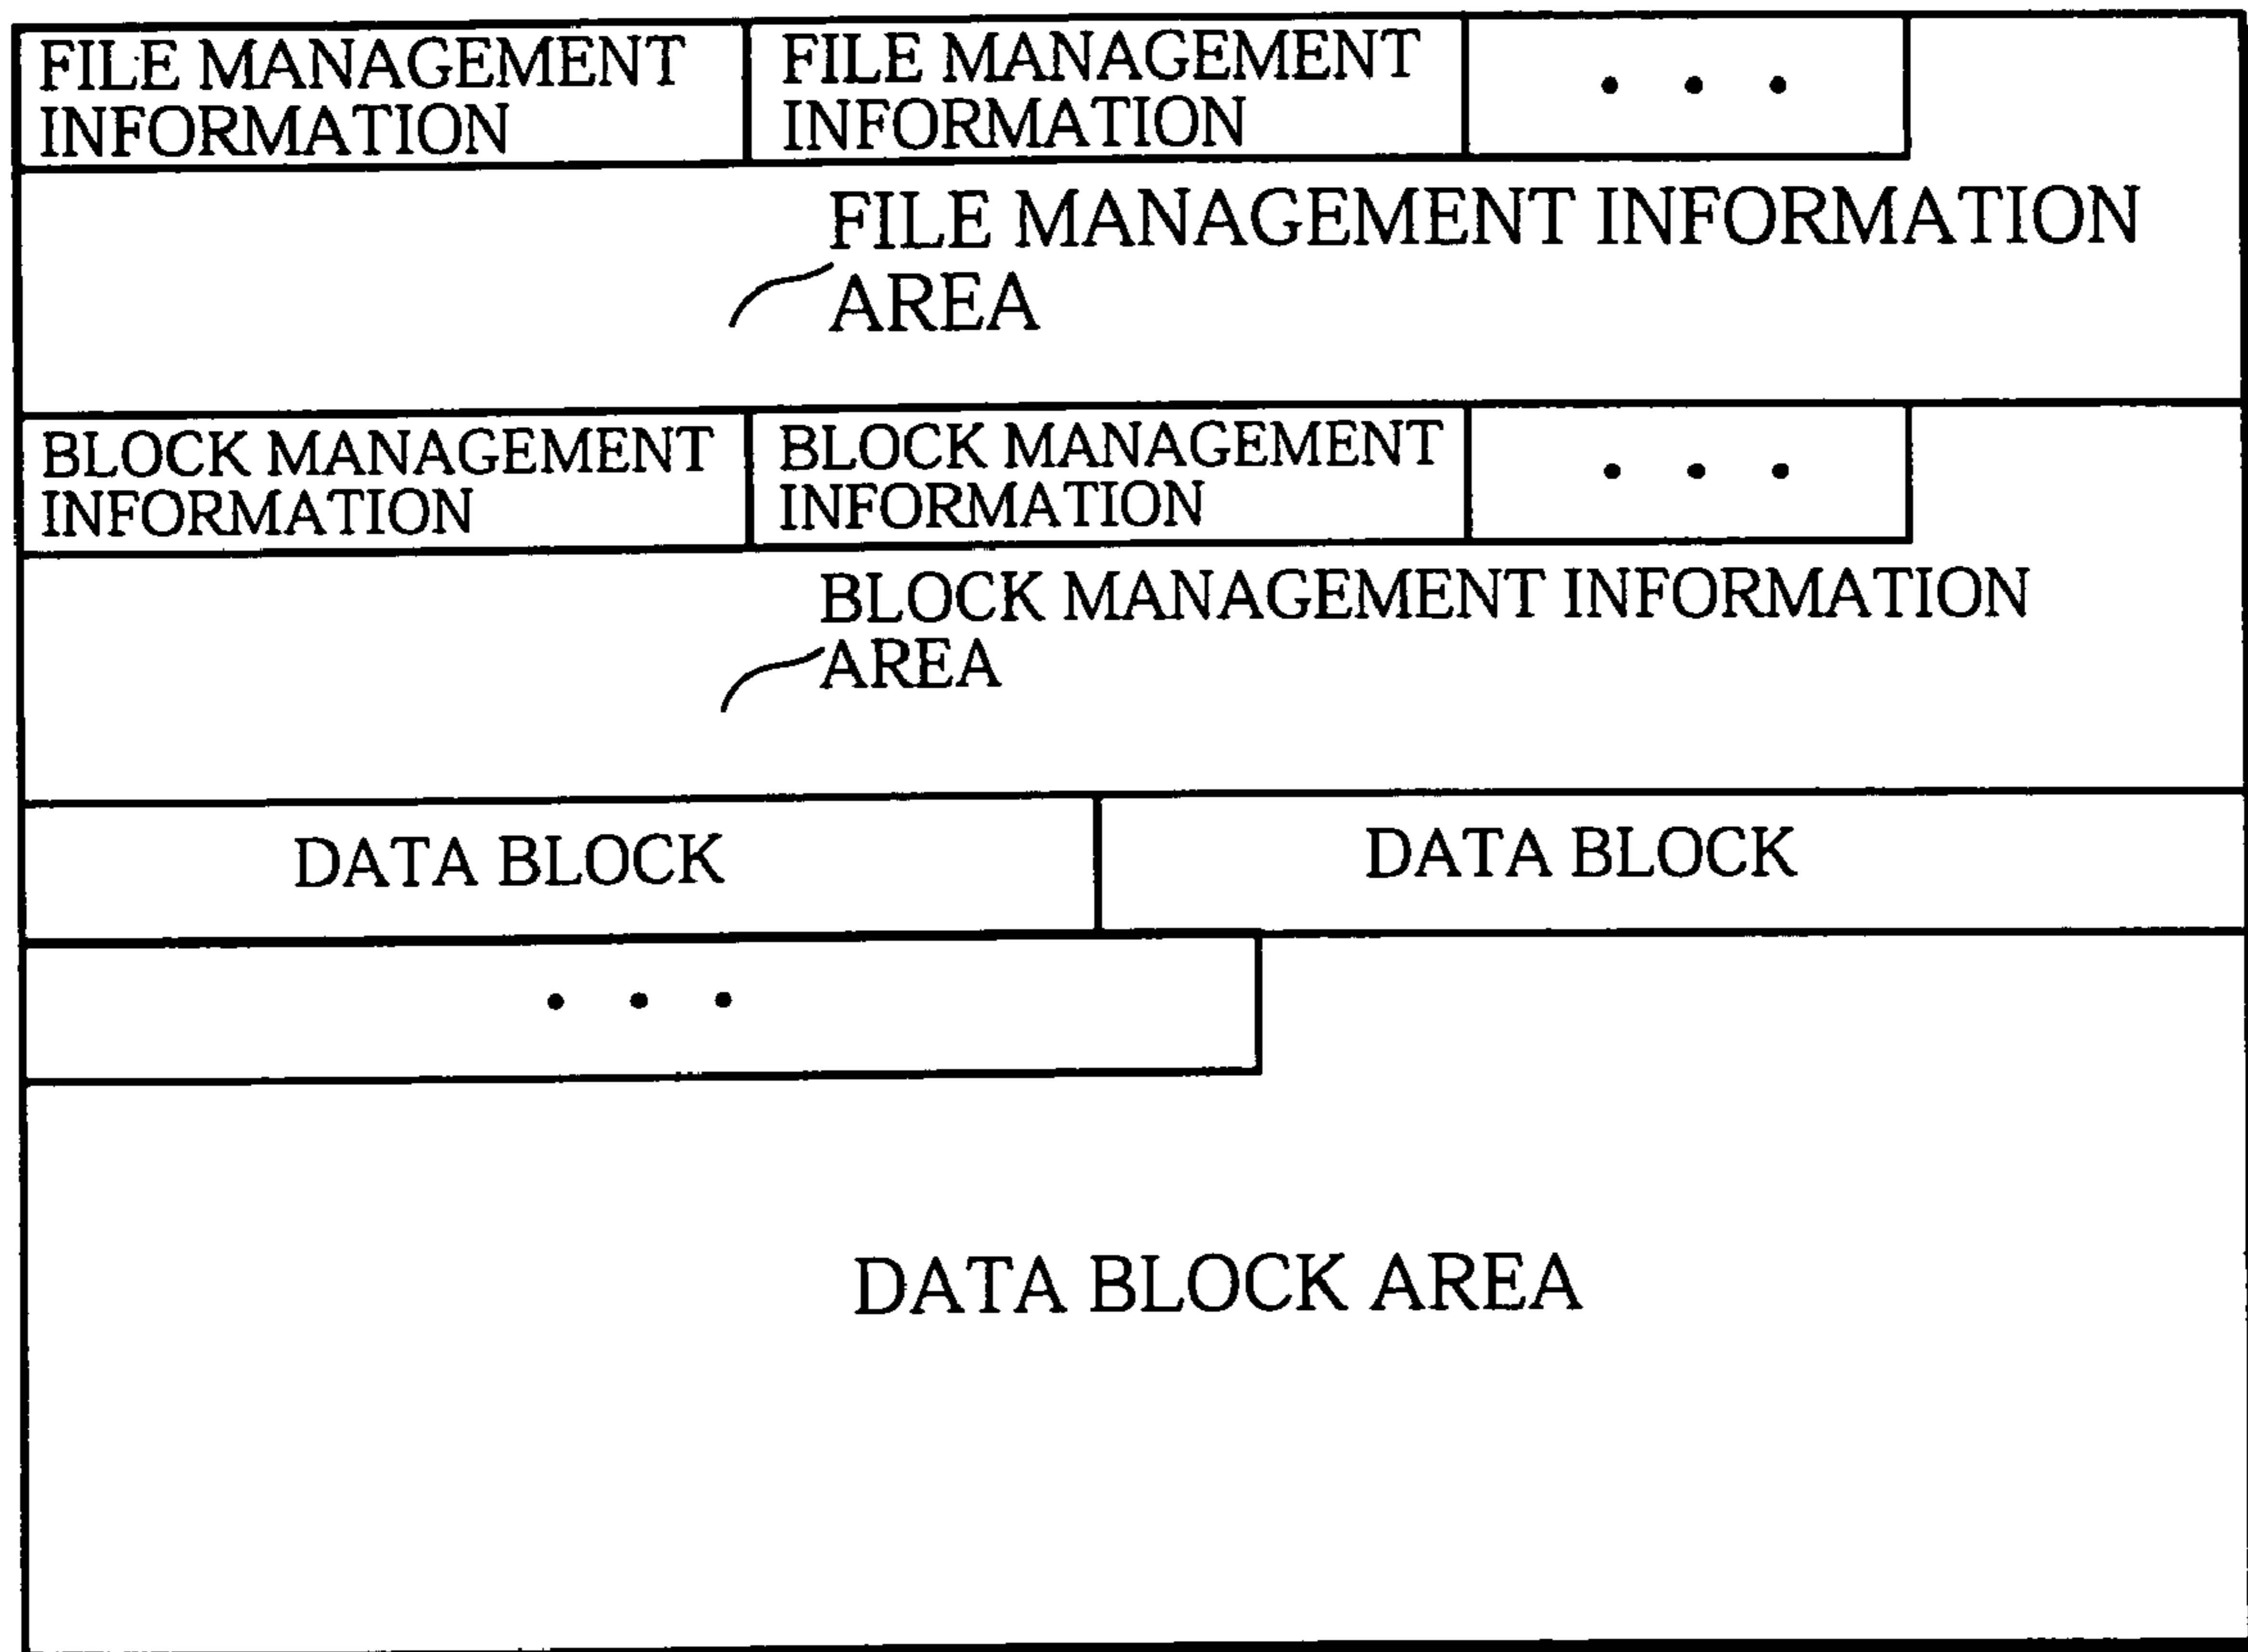 FILE MANAGEMENT
INFORMATION
FILE MANAGEMENT
INFORMATION
• • •
FILE MANAGEMENT INFORMATION
AREA
BLOCK MANAGEMENT
INFORMATION
BLOCK MANAGEMENT
INFORMATION
• • •
BLOCK MANAGEMENT INFORMATION
AREA
DATA BLOCK
DATA BLOCK
• • •
DATA BLOCK AREA